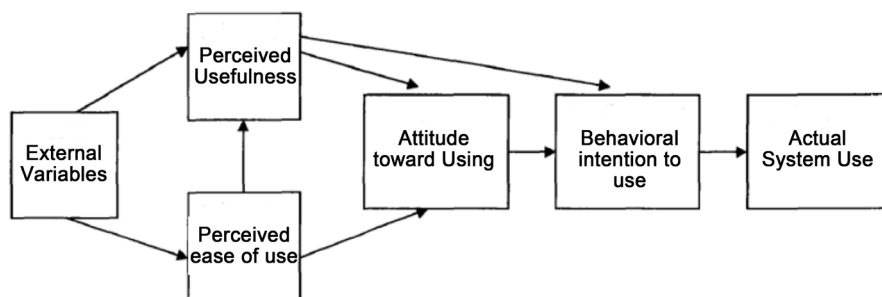 Perceived
Usefulness
External
Variables
Perceived
ease of use
Attitude
toward Using
Behavioral
intention to
use
Actual
System Use